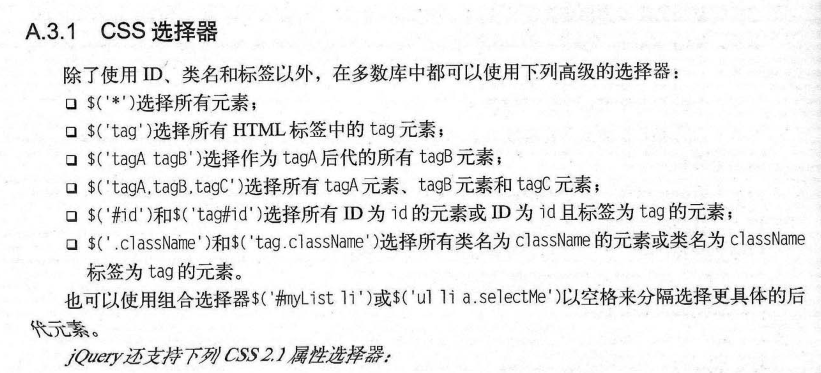 A.3.1 CSS 选择器
除了使用 ID、类名和标签以外，在多数库中都可以使用下列高级的选择器：
❑ $('*')选择所有元素；
❑ $('tag')选择所有 HTML 标签中的 tag 元素；
❑ $('tagA tagB')选择作为 tagA 后代的所有 tagB 元素；
❑ $('tagA,tagB,tagC')选择所有 tagA 元素、tagB 元素和 tagC 元素；
❑ $('#id')和$('tag#id')选择所有 ID 为 id 的元素或 ID 为 id 且标签为 tag 的元素；
❑ $('.className')和$('tag.className')选择所有类名为 className 的元素或类名为 className
标签为 tag 的元素。
也可以使用组合选择器$('#myList li')或$('ul li a.selectMe')以空格来分隔选择更具体的后
代元素。
jQuery 还支持下列 CSS 2.1 属性选择器：